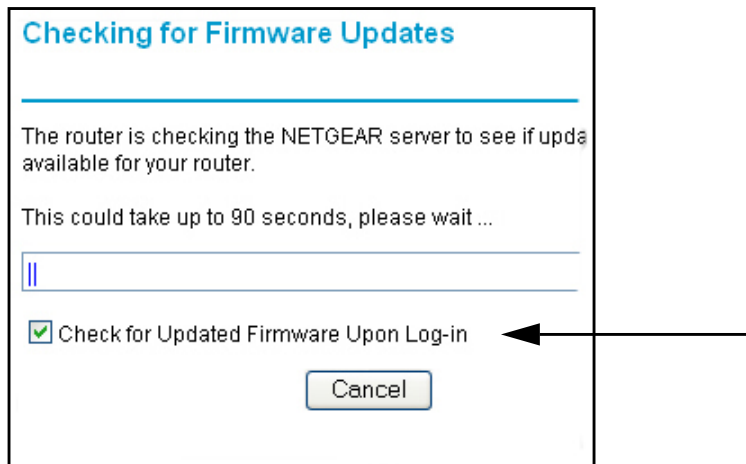 Checking for Firmware Updates
The router is checking the NETGEAR server to see if upda
available for your router.
This could take up to 90 seconds, please wait ...
Check for Updated Firmware Upon Log-in
Cancel